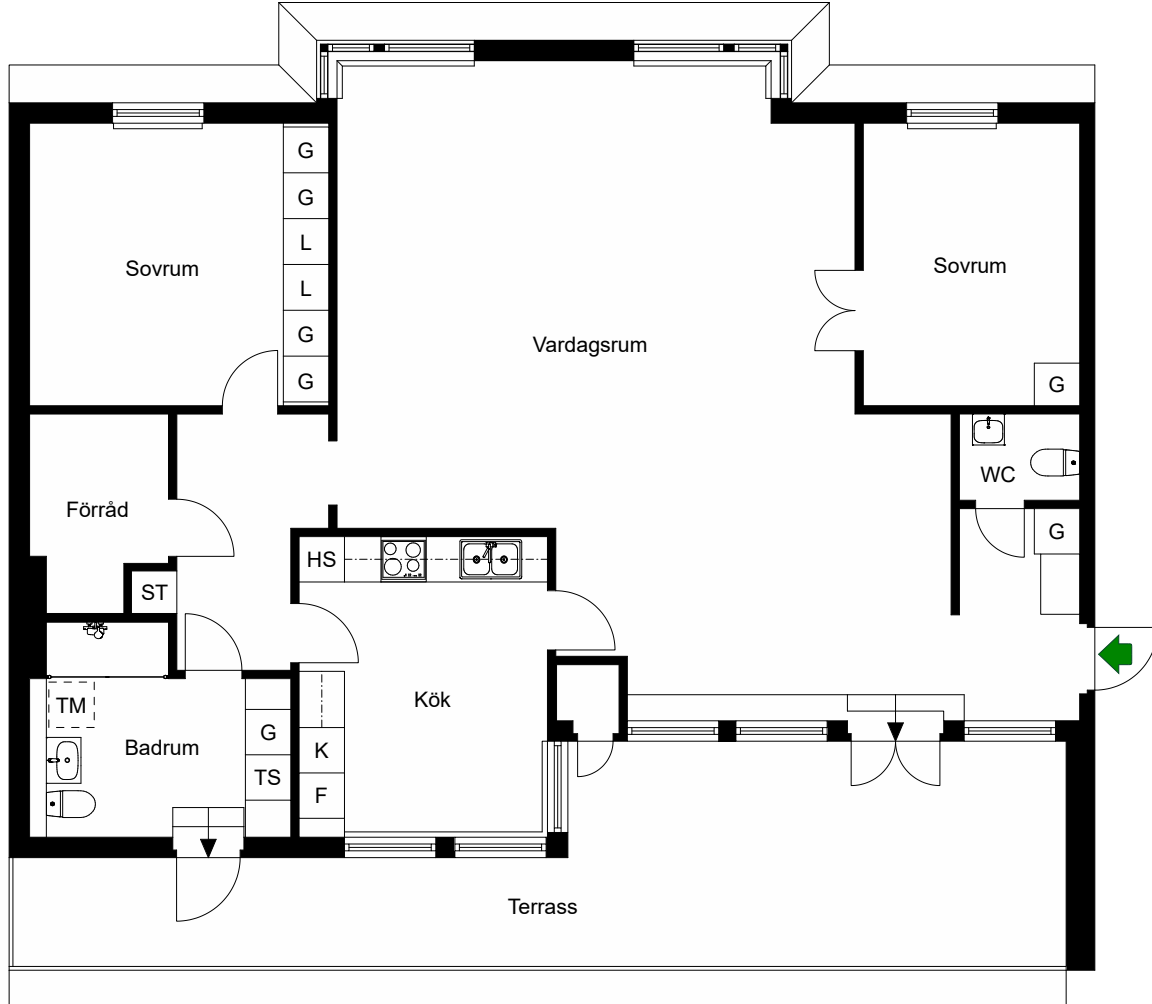 G
G
L
L
G
G
Sovrum
Sovrum
Vardagsrum
G
WC
Förråd
G
HS
ST
TM
Kök
G
Badrum
K
TS
F
Terrass